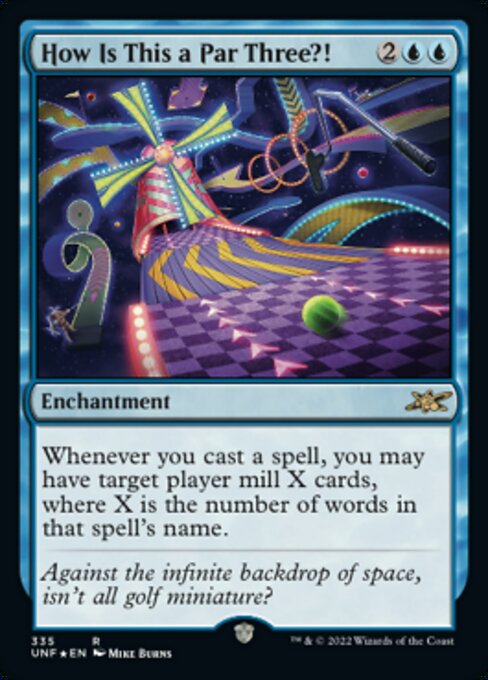 How Is This a Par Three?! 2
Enchantment
Whenever you cast a spell, you may
have target player mill X cards,
where X is the number of words in
that spell's name.
Against the infinite backdrop of space,
isn't all golf miniature?
335 R
UNF★EN Mike Burns
™ & © 2022 Wizards of the Coast